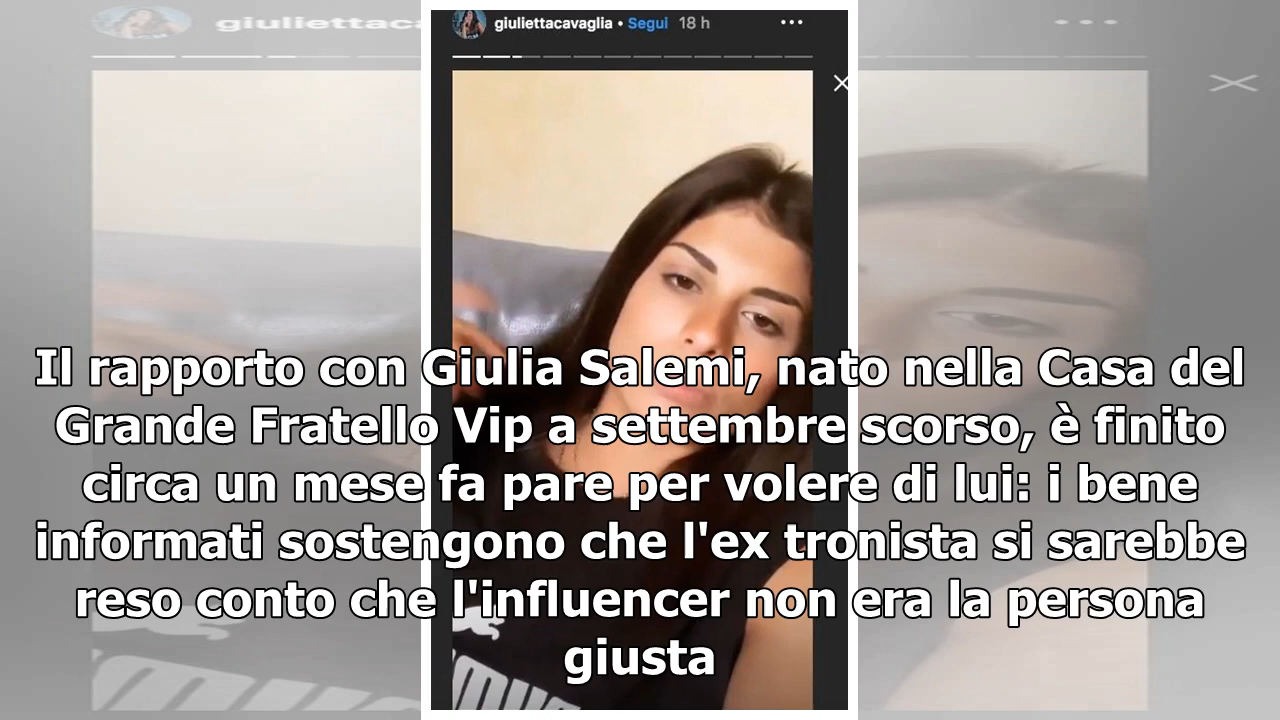 giuliettacavaglia
giuliettacavaglia • Segui 18 h
Il rapporto con Giulia Salemi, nato nella Casa del
Grande Fratello Vip a settembre scorso, è finito
circa un mese fa pare per volere di lui: i bene
informati sostengono che l'ex tronista si sarebbe
reso conto che l'influencer non era la persona
giusta